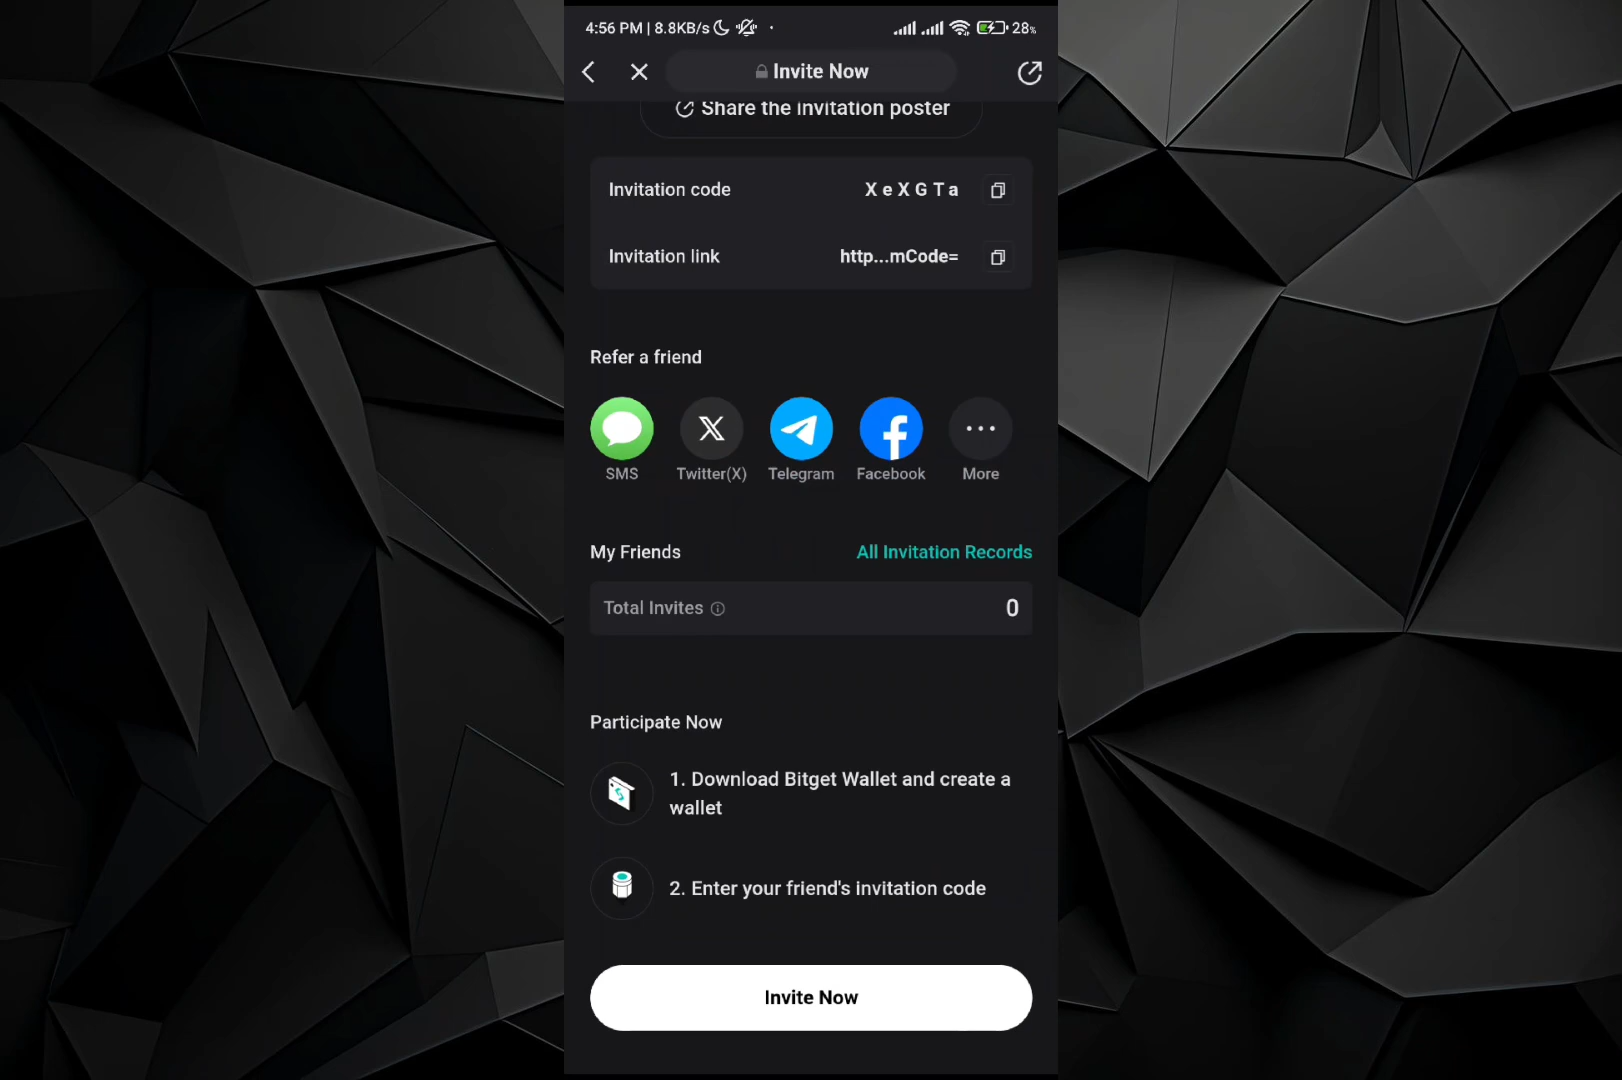 4:56 PM | 8.8KB/s 28%
Invite Now
Share the invitation poster
Invitation code X e X G T a
Invitation link http...mCode=
Refer a friend
SMS Twitter(X) Telegram Facebook More
My Friends All Invitation Records
Total Invites 0
Participate Now
1. Download Bitget Wallet and create a
wallet
2. Enter your friend's invitation code
Invite Now